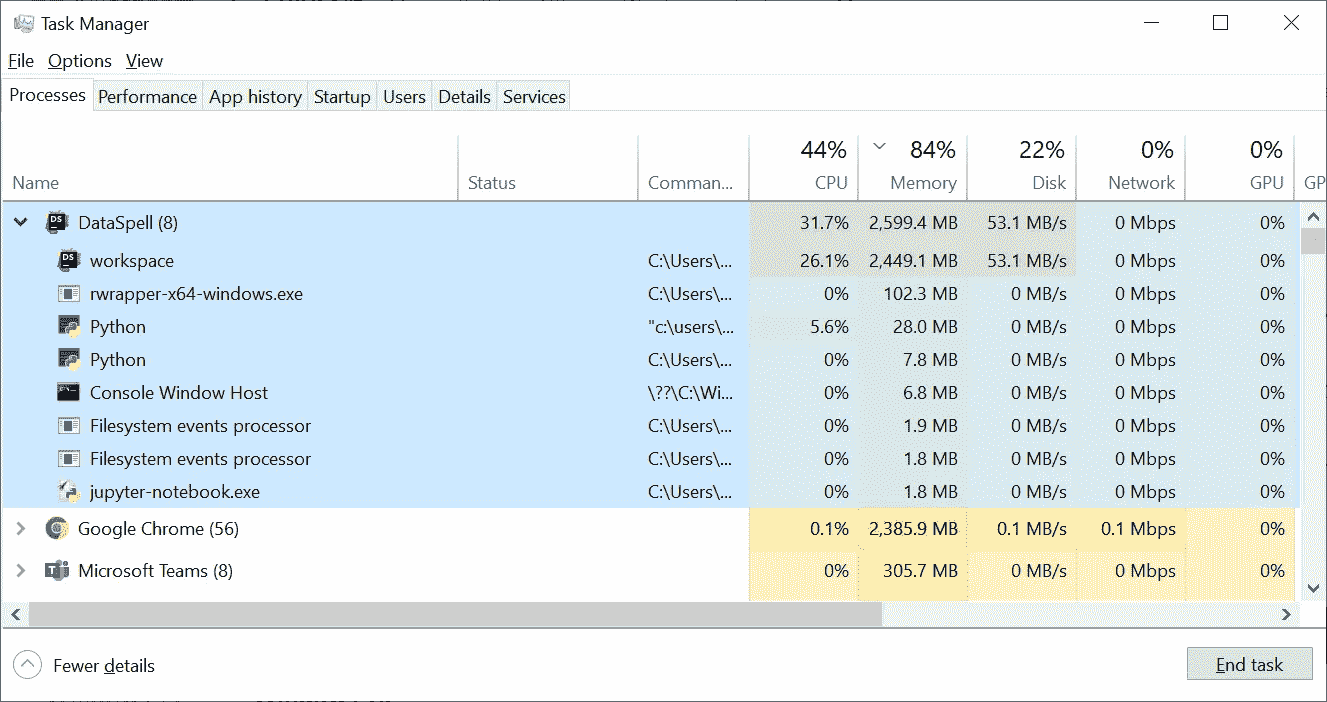 Task Manager
File Options View
Processes Performance App history Startup Users Details Services
44% 84% 22% 0% 0%
Name Status Comman... CPU Memory Disk Network GPU GP
DS DataSpell (8) 31.7% 2,599.4 MB 53.1 MB/s 0 Mbps 0%
DS workspace C:\Users\... 26.1% 2,449.1 MB 53.1 MB/s 0 Mbps 0%
rwrapper-x64-windows.exe C:\Users\... 0% 102.3 MB 0 MB/s 0 Mbps 0%
Python "c:\users\... 5.6% 28.0 MB 0 MB/s 0 Mbps 0%
Python C:\Users\... 0% 7.8 MB 0 MB/s 0 Mbps 0%
Console Window Host \??\C:\Wi... 0% 6.8 MB 0 MB/s 0 Mbps 0%
Filesystem events processor C:\Users\... 0% 1.9 MB 0 MB/s 0 Mbps 0%
Filesystem events processor C:\Users\... 0% 1.8 MB 0 MB/s 0 Mbps 0%
jupyter-notebook.exe C:\Users\... 0% 1.8 MB 0 MB/s 0 Mbps 0%
Google Chrome (56) 0.1% 2,385.9 MB 0.1 MB/s 0.1 Mbps 0%
Microsoft Teams (8) 0% 305.7 MB 0 MB/s 0 Mbps 0%
Fewer details End task